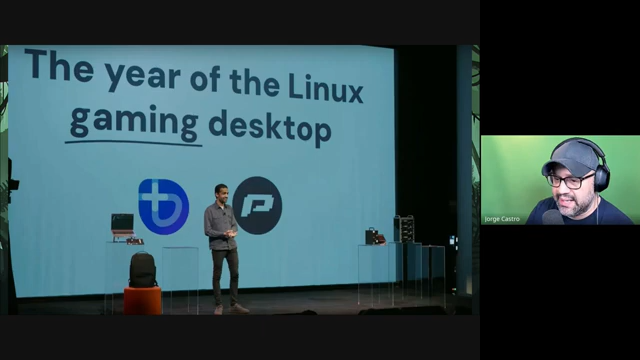 The year of the Linux
gaming desktop
Jorge Castro